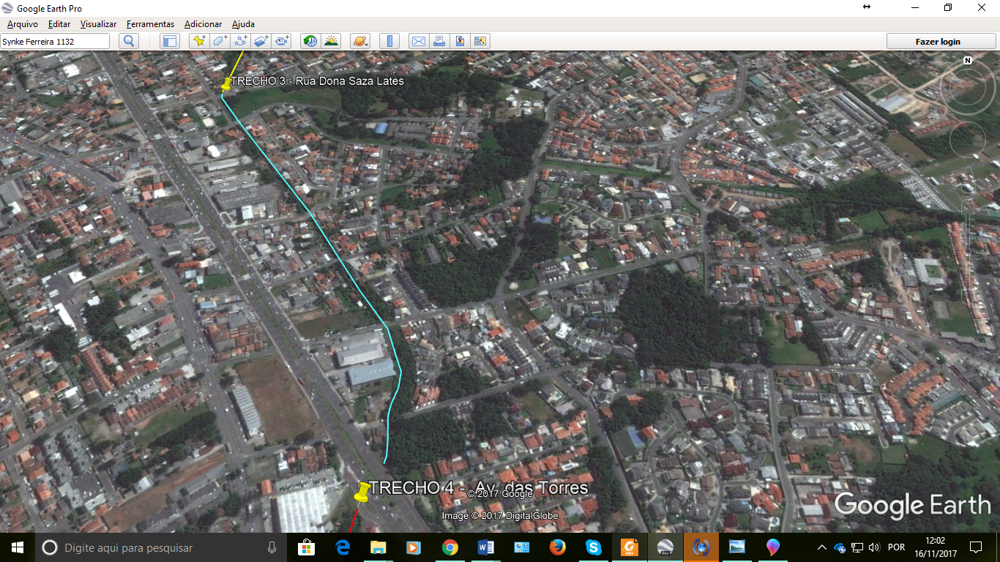 Google Earth Pro
Arquivo Editar Visualizar Ferramentas Adicionar Ajuda
Synke Ferreira 1132
Fazer login
N
TRECHO 3 - Rua Dona Saza Lates
TRECHO 4 - Av. das Torres
© 2017 Google
Image © 2017 DigitalGlobe
Google Earth
Digite aqui para pesquisar
POR
12:02
16/11/2017